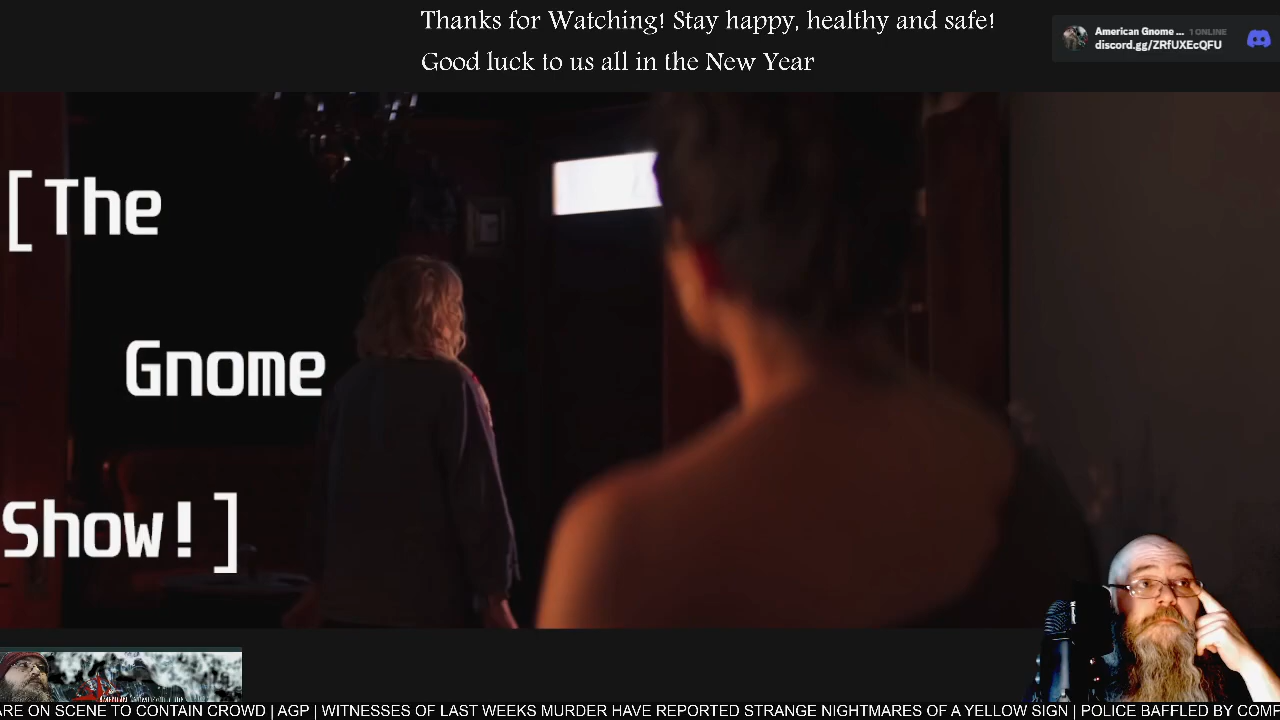 Thanks for Watching! Stay happy, healthy and safe!
Good luck to us all in the New Year
American Gnome ... 1 ONLINE
discord.gg/ZRfUXEcQFU
[The
Gnome
Show!]
ARE ON SCENE TO CONTAIN CROWD | AGP | WITNESSES OF LAST WEEKS MURDER HAVE REPORTED STRANGE NIGHTMARES OF A YELLOW SIGN | POLICE BAFFLED BY COMP